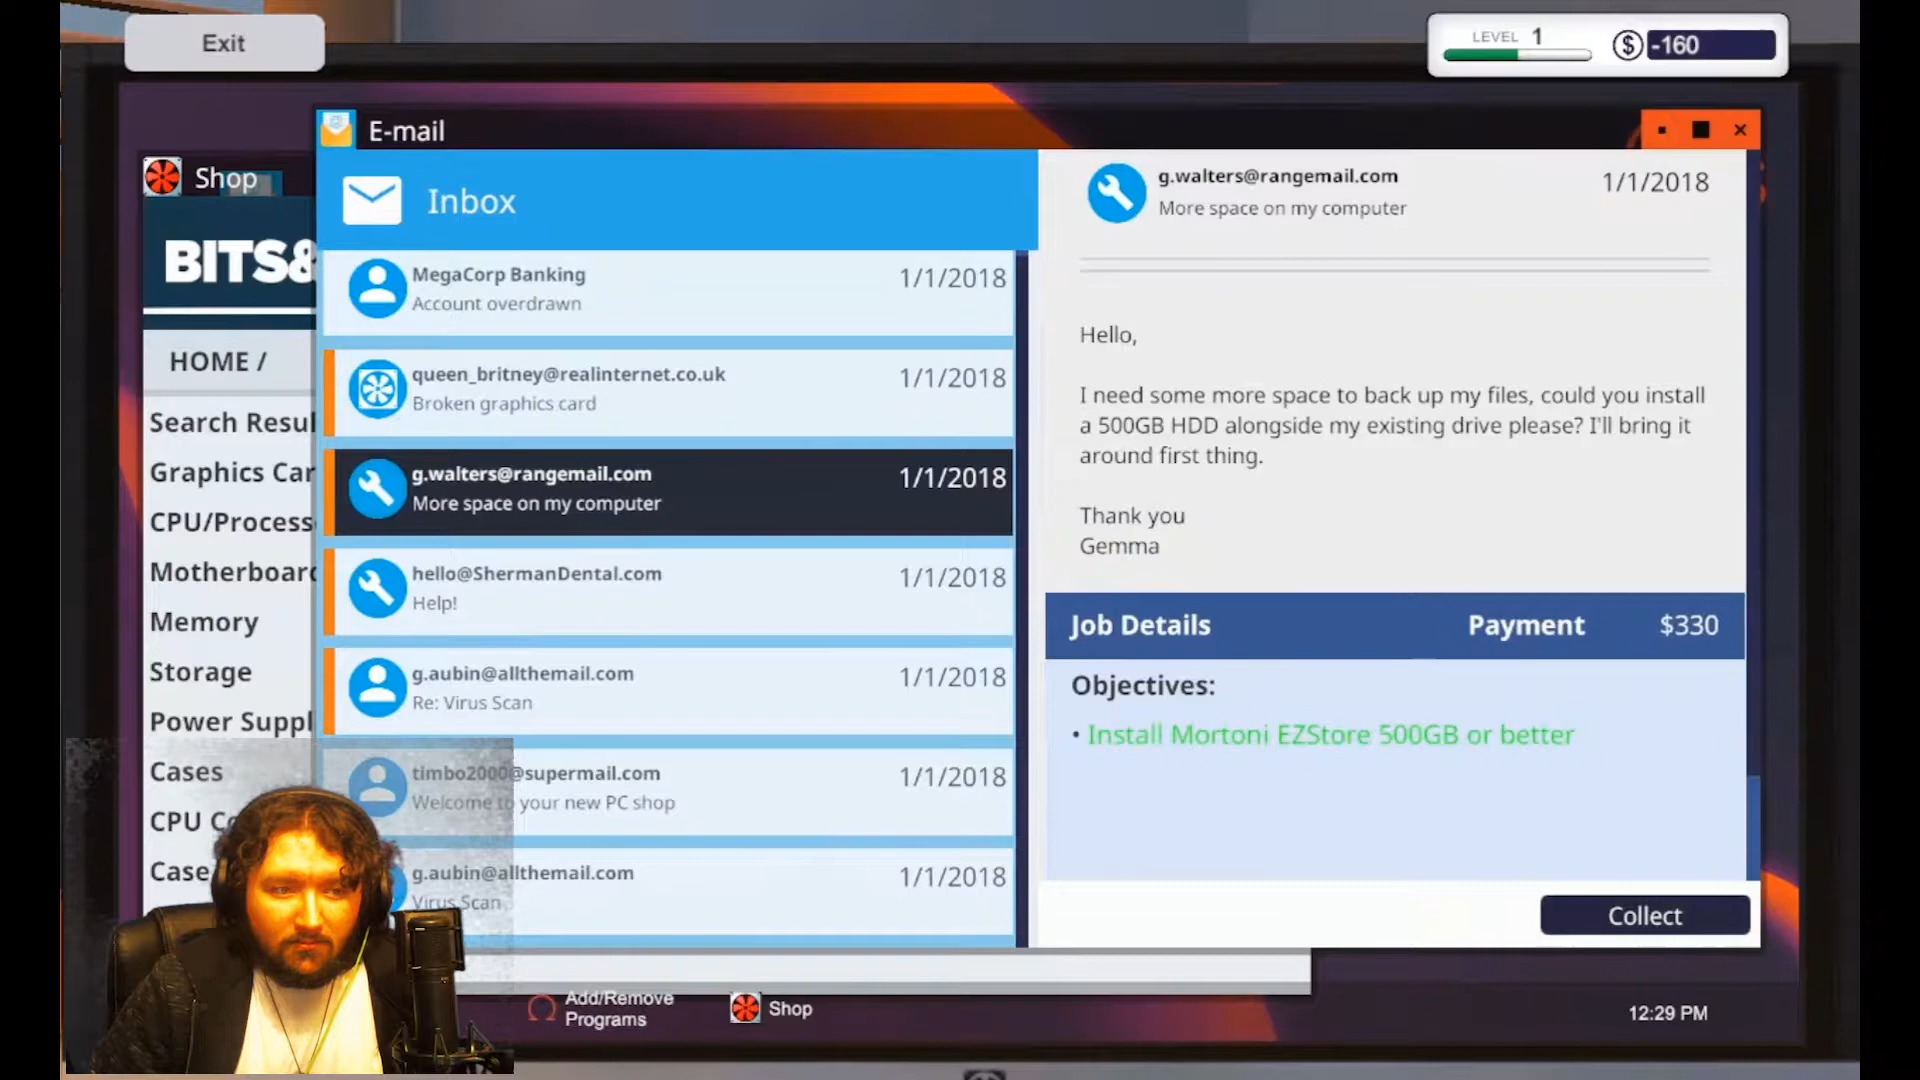 Exit
LEVEL 1
$ -160
E-mail
Shop
BITS&
HOME /
Search Resul
Graphics Car
CPU/Process
Motherboard
Memory
Storage
Power Suppl
Cases
CPU Co
Case
Inbox
MegaCorp Banking
1/1/2018
Account overdrawn
queen_britney@realinternet.co.uk
1/1/2018
Broken graphics card
g.walters@rangemail.com
1/1/2018
More space on my computer
hello@ShermanDental.com
1/1/2018
Help!
g.aubin@allthemail.com
1/1/2018
Re: Virus Scan
timbo2000@supermail.com
1/1/2018
Welcome to your new PC shop
g.aubin@allthemail.com
1/1/2018
Virus Scan
g.walters@rangemail.com
1/1/2018
More space on my computer
Hello,
I need some more space to back up my files, could you install
a 500GB HDD alongside my existing drive please? I'll bring it
around first thing.
Thank you
Gemma
Job Details
Payment
$330
Objectives:
• Install Mortoni EZStore 500GB or better
Collect
Add/Remove
Programs
Shop
12:29 PM